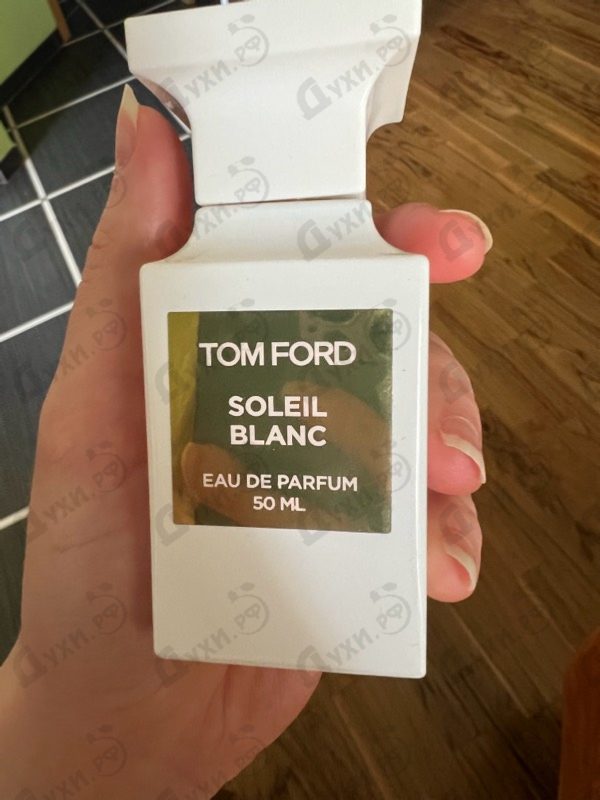 TOM FORD
SOLEIL
BLANC
EAU DE PARFUM
50 ML
Духи.рф